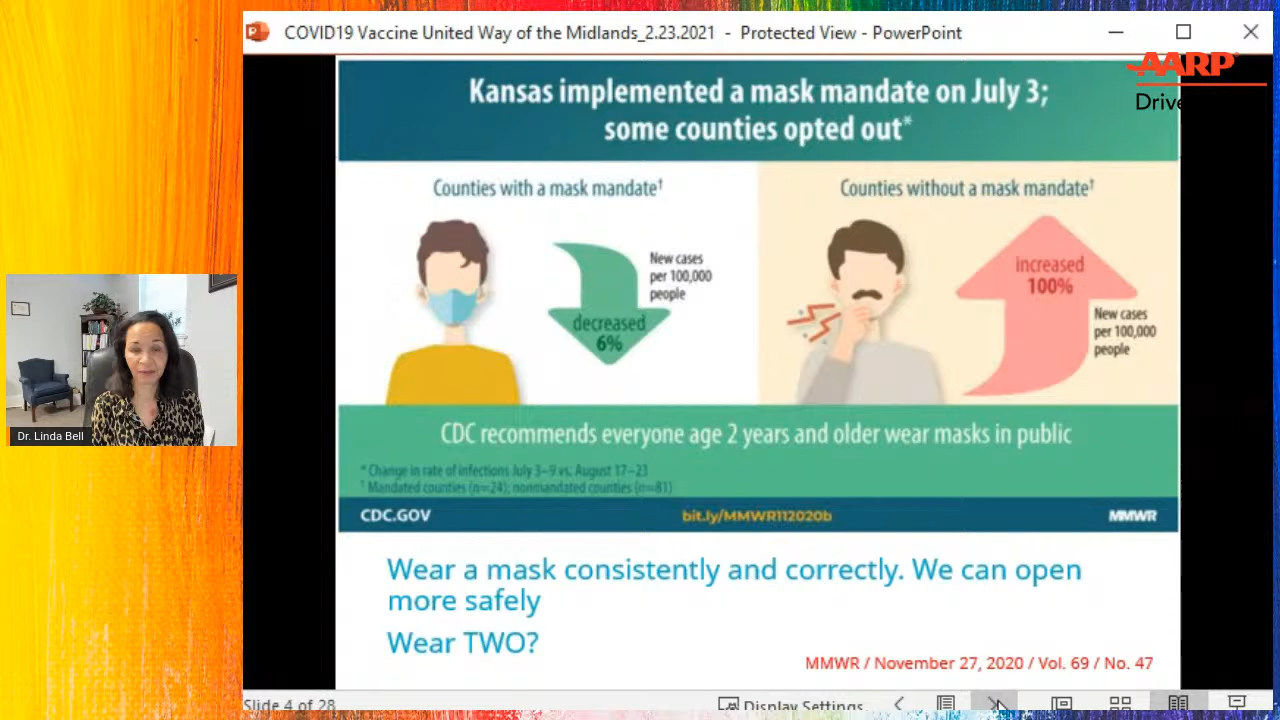 COVID19 Vaccine United Way of the Midlands_2.23.2021 - Protected View - PowerPoint
AARP
Drive
Kansas implemented a mask mandate on July 3;
some counties opted out*
Counties with a mask mandate†
New cases
per 100,000
people
decreased
6%
Counties without a mask mandate†
increased
100%
New cases
per 100,000
people
CDC recommends everyone age 2 years and older wear masks in public
* Change in rate of infections July 3–9 vs. August 17–23
† Mandated counties (n=24); nonmandated counties (n=81)
CDC.GOV
bit.ly/MMWR112020b
MMWR
Wear a mask consistently and correctly. We can open
more safely
Wear TWO?
MMWR / November 27, 2020 / Vol. 69 / No. 47
Dr. Linda Bell
Slide 4 of 28
Display Settings